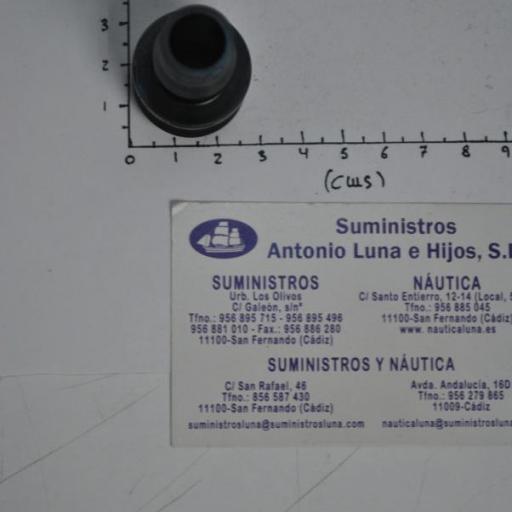 3
2
1
0 1 2 3 4 5 6 7 8 9
(cms)
Suministros
Antonio Luna e Hijos, S.
SUMINISTROS
Urb. Los Olivos
C/ Galeón, s/nº
Tfno.: 956 895 715 - 956 895 496
956 881 010 - Fax.: 956 886 280
11100-San Fernando (Cádiz)
NÁUTICA
C/ Santo Entierro, 12-14 (Local,
Tfno.: 956 885 045
11100-San Fernando (Cádiz)
www. nauticaluna.es
SUMINISTROS Y NÁUTICA
C/ San Rafael, 46
Tfno.: 856 587 430
11100-San Fernando (Cádiz)
suministrosluna@suministrosluna.com
Avda. Andalucía, 16D
Tfno.: 956 279 865
11009-Cádiz
nauticaluna@suministrosluna